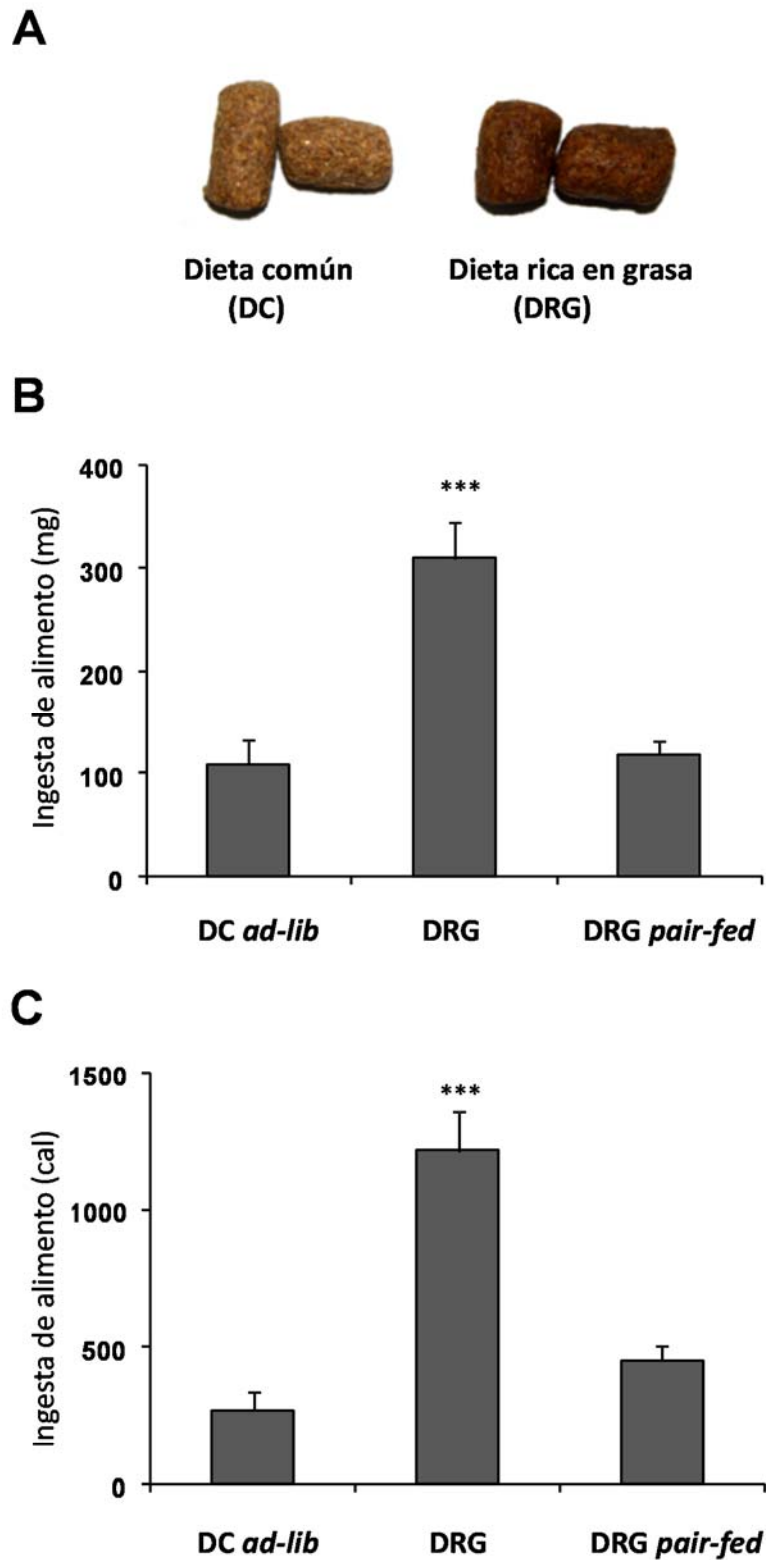 A
Dieta común
(DC)
Dieta rica en grasa
(DRG)
B
Ingesta de alimento (mg)
400
300
200
100
0
***
DC ad-lib
DRG
DRG pair-fed
C
Ingesta de alimento (cal)
1500
1000
500
0
***
DC ad-lib
DRG
DRG pair-fed